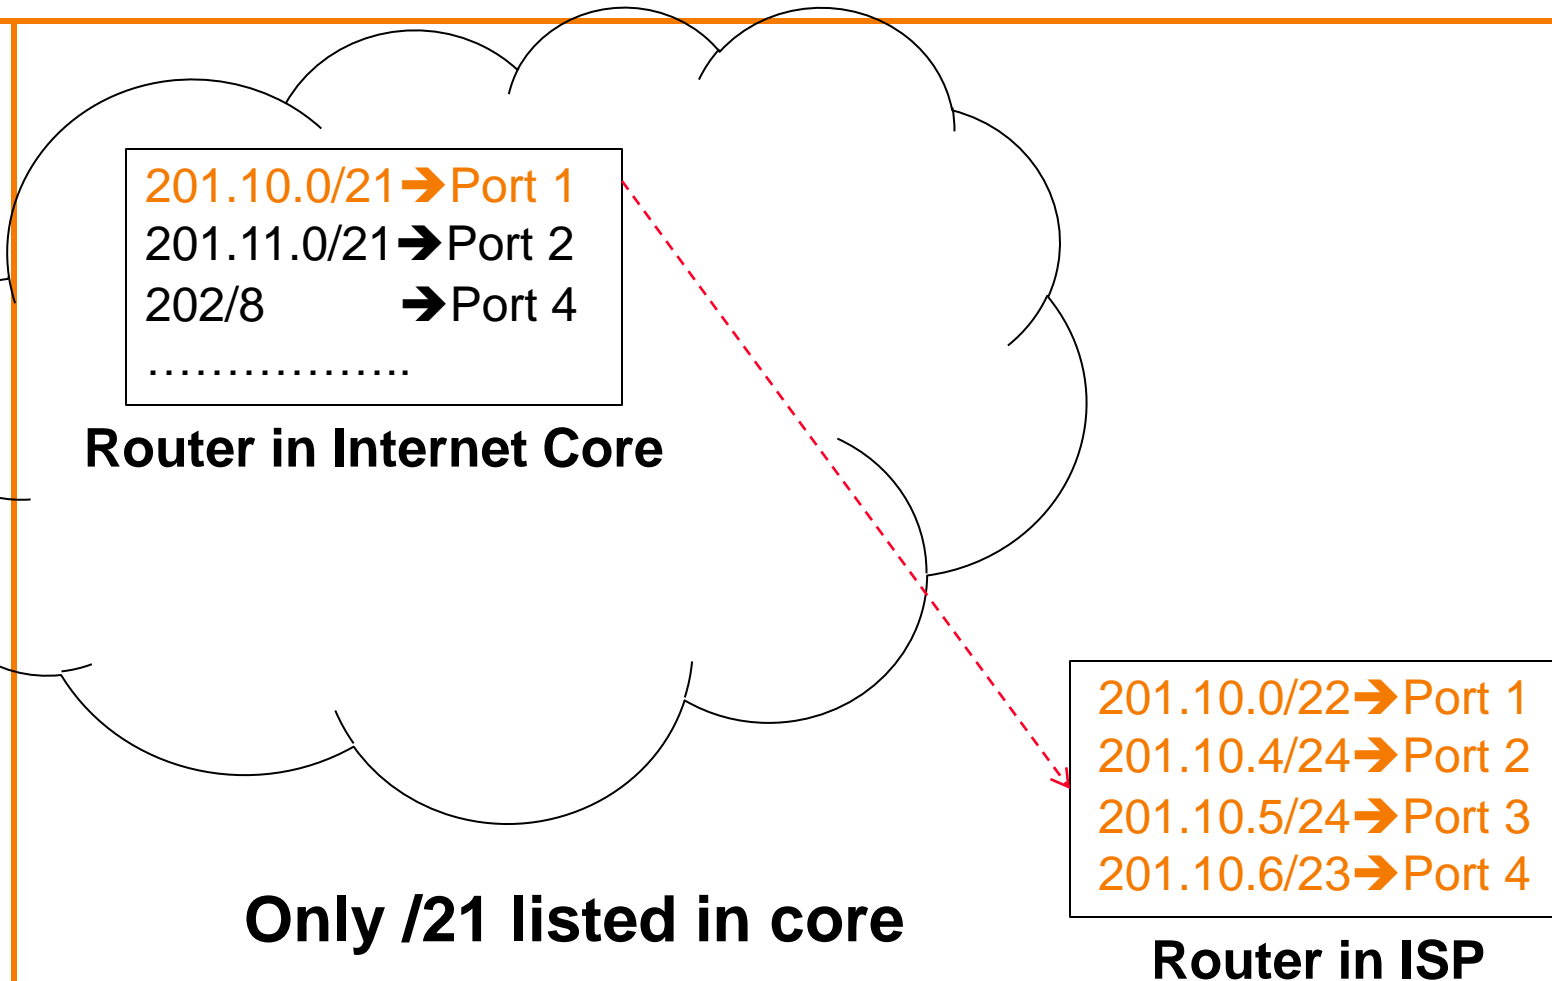 201.10.0/21➔Port 1
201.11.0/21➔Port 2
202/8 ➔Port 4
……………..
Router in Internet Core
201.10.0/22➔Port 1
201.10.4/24➔Port 2
201.10.5/24➔Port 3
201.10.6/23➔Port 4
Only /21 listed in core
Router in ISP